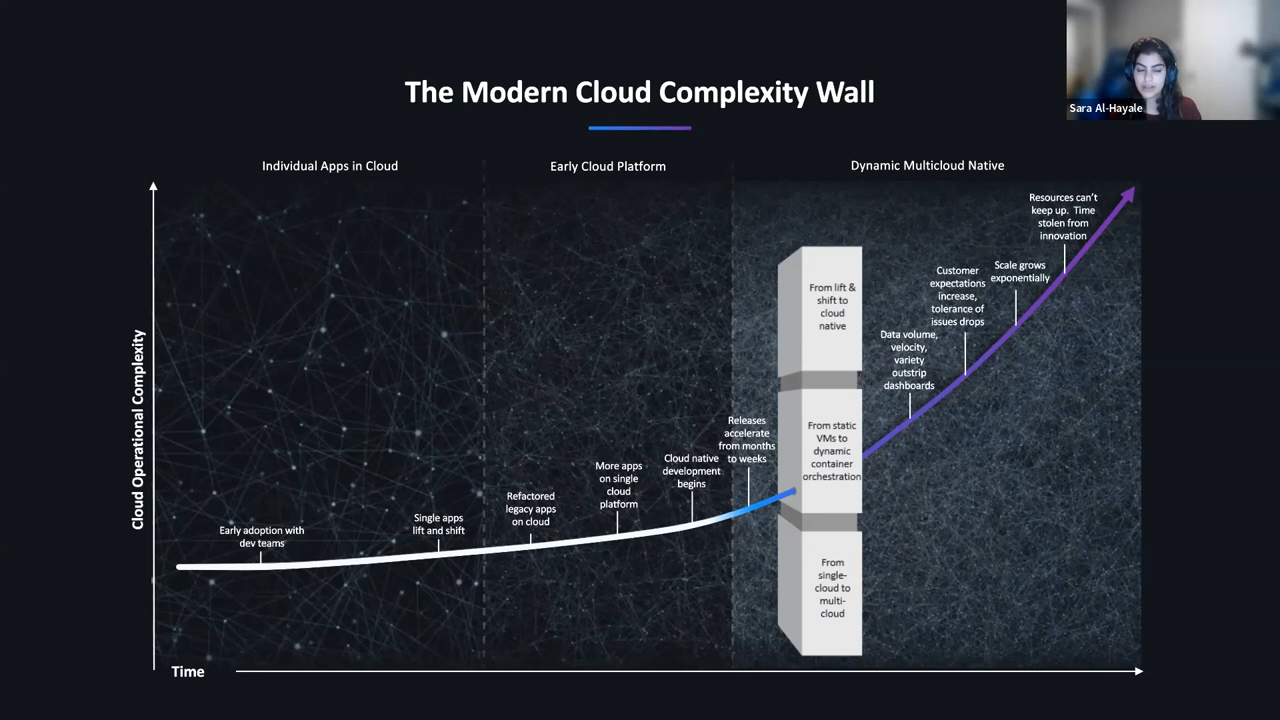 The Modern Cloud Complexity Wall
Sara Al-Hayale
Individual Apps in Cloud
Early Cloud Platform
Dynamic Multicloud Native
Cloud Operational Complexity
Early adoption with
dev teams
Single apps
lift and shift
Refactored
legacy apps
on cloud
More apps
on single
cloud
platform
Cloud native
development
begins
Releases
accelerate
from months
to weeks
From lift &
shift to
cloud
native
From static
VMs to
dynamic
container
orchestration
From
single-
cloud to
multi-
cloud
Data volume,
velocity,
variety
outstrip
dashboards
Customer
expectations
increase,
tolerance of
issues drops
Scale grows
exponentially
Resources can't
keep up. Time
stolen from
innovation
Time